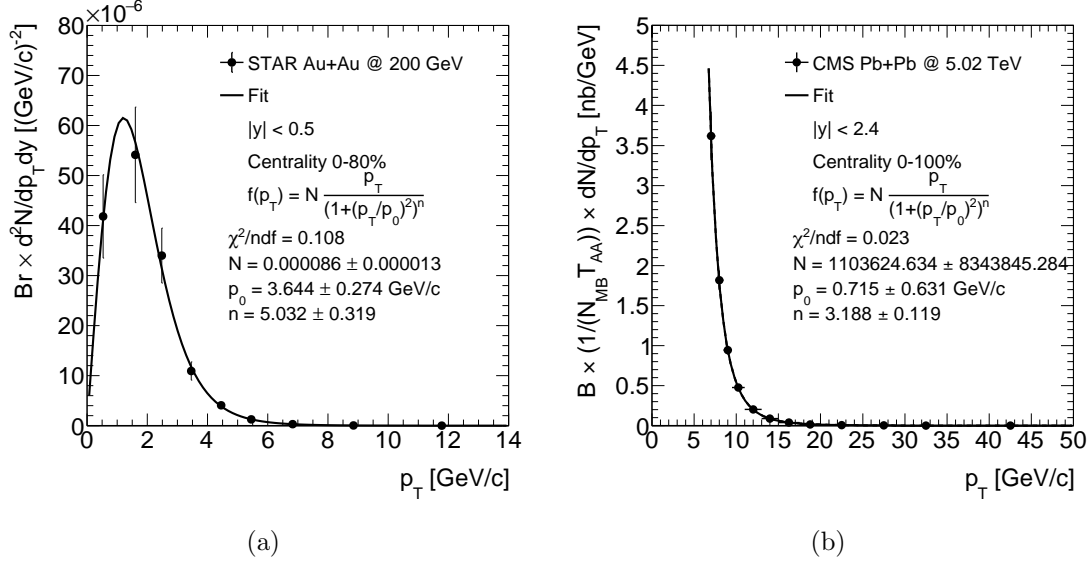 80
×10⁻⁶
70
60
50
40
30
20
10
0
0 2 4 6 8 10 12 14
Br × d²N/dp_T dy [(GeV/c)⁻²]
p_T [GeV/c]
STAR Au+Au @ 200 GeV
Fit
|y| < 0.5
Centrality 0-80%
f(p_T) = N p_T / (1+(p_T/p_0)²)ⁿ
χ²/ndf = 0.108
N = 0.000086 ± 0.000013
p_0 = 3.644 ± 0.274 GeV/c
n = 5.032 ± 0.319
(a)
4.5
4
3.5
3
2.5
2
1.5
1
0.5
0
0 5 10 15 20 25 30 35 40 45 50
B × (1/(N_MB T_AA)) × dN/dp_T [nb/GeV]
p_T [GeV/c]
CMS Pb+Pb @ 5.02 TeV
Fit
|y| < 2.4
Centrality 0-100%
f(p_T) = N p_T / (1+(p_T/p_0)²)ⁿ
χ²/ndf = 0.023
N = 1103624.634 ± 8343845.284
p_0 = 0.715 ± 0.631 GeV/c
n = 3.188 ± 0.119
(b)